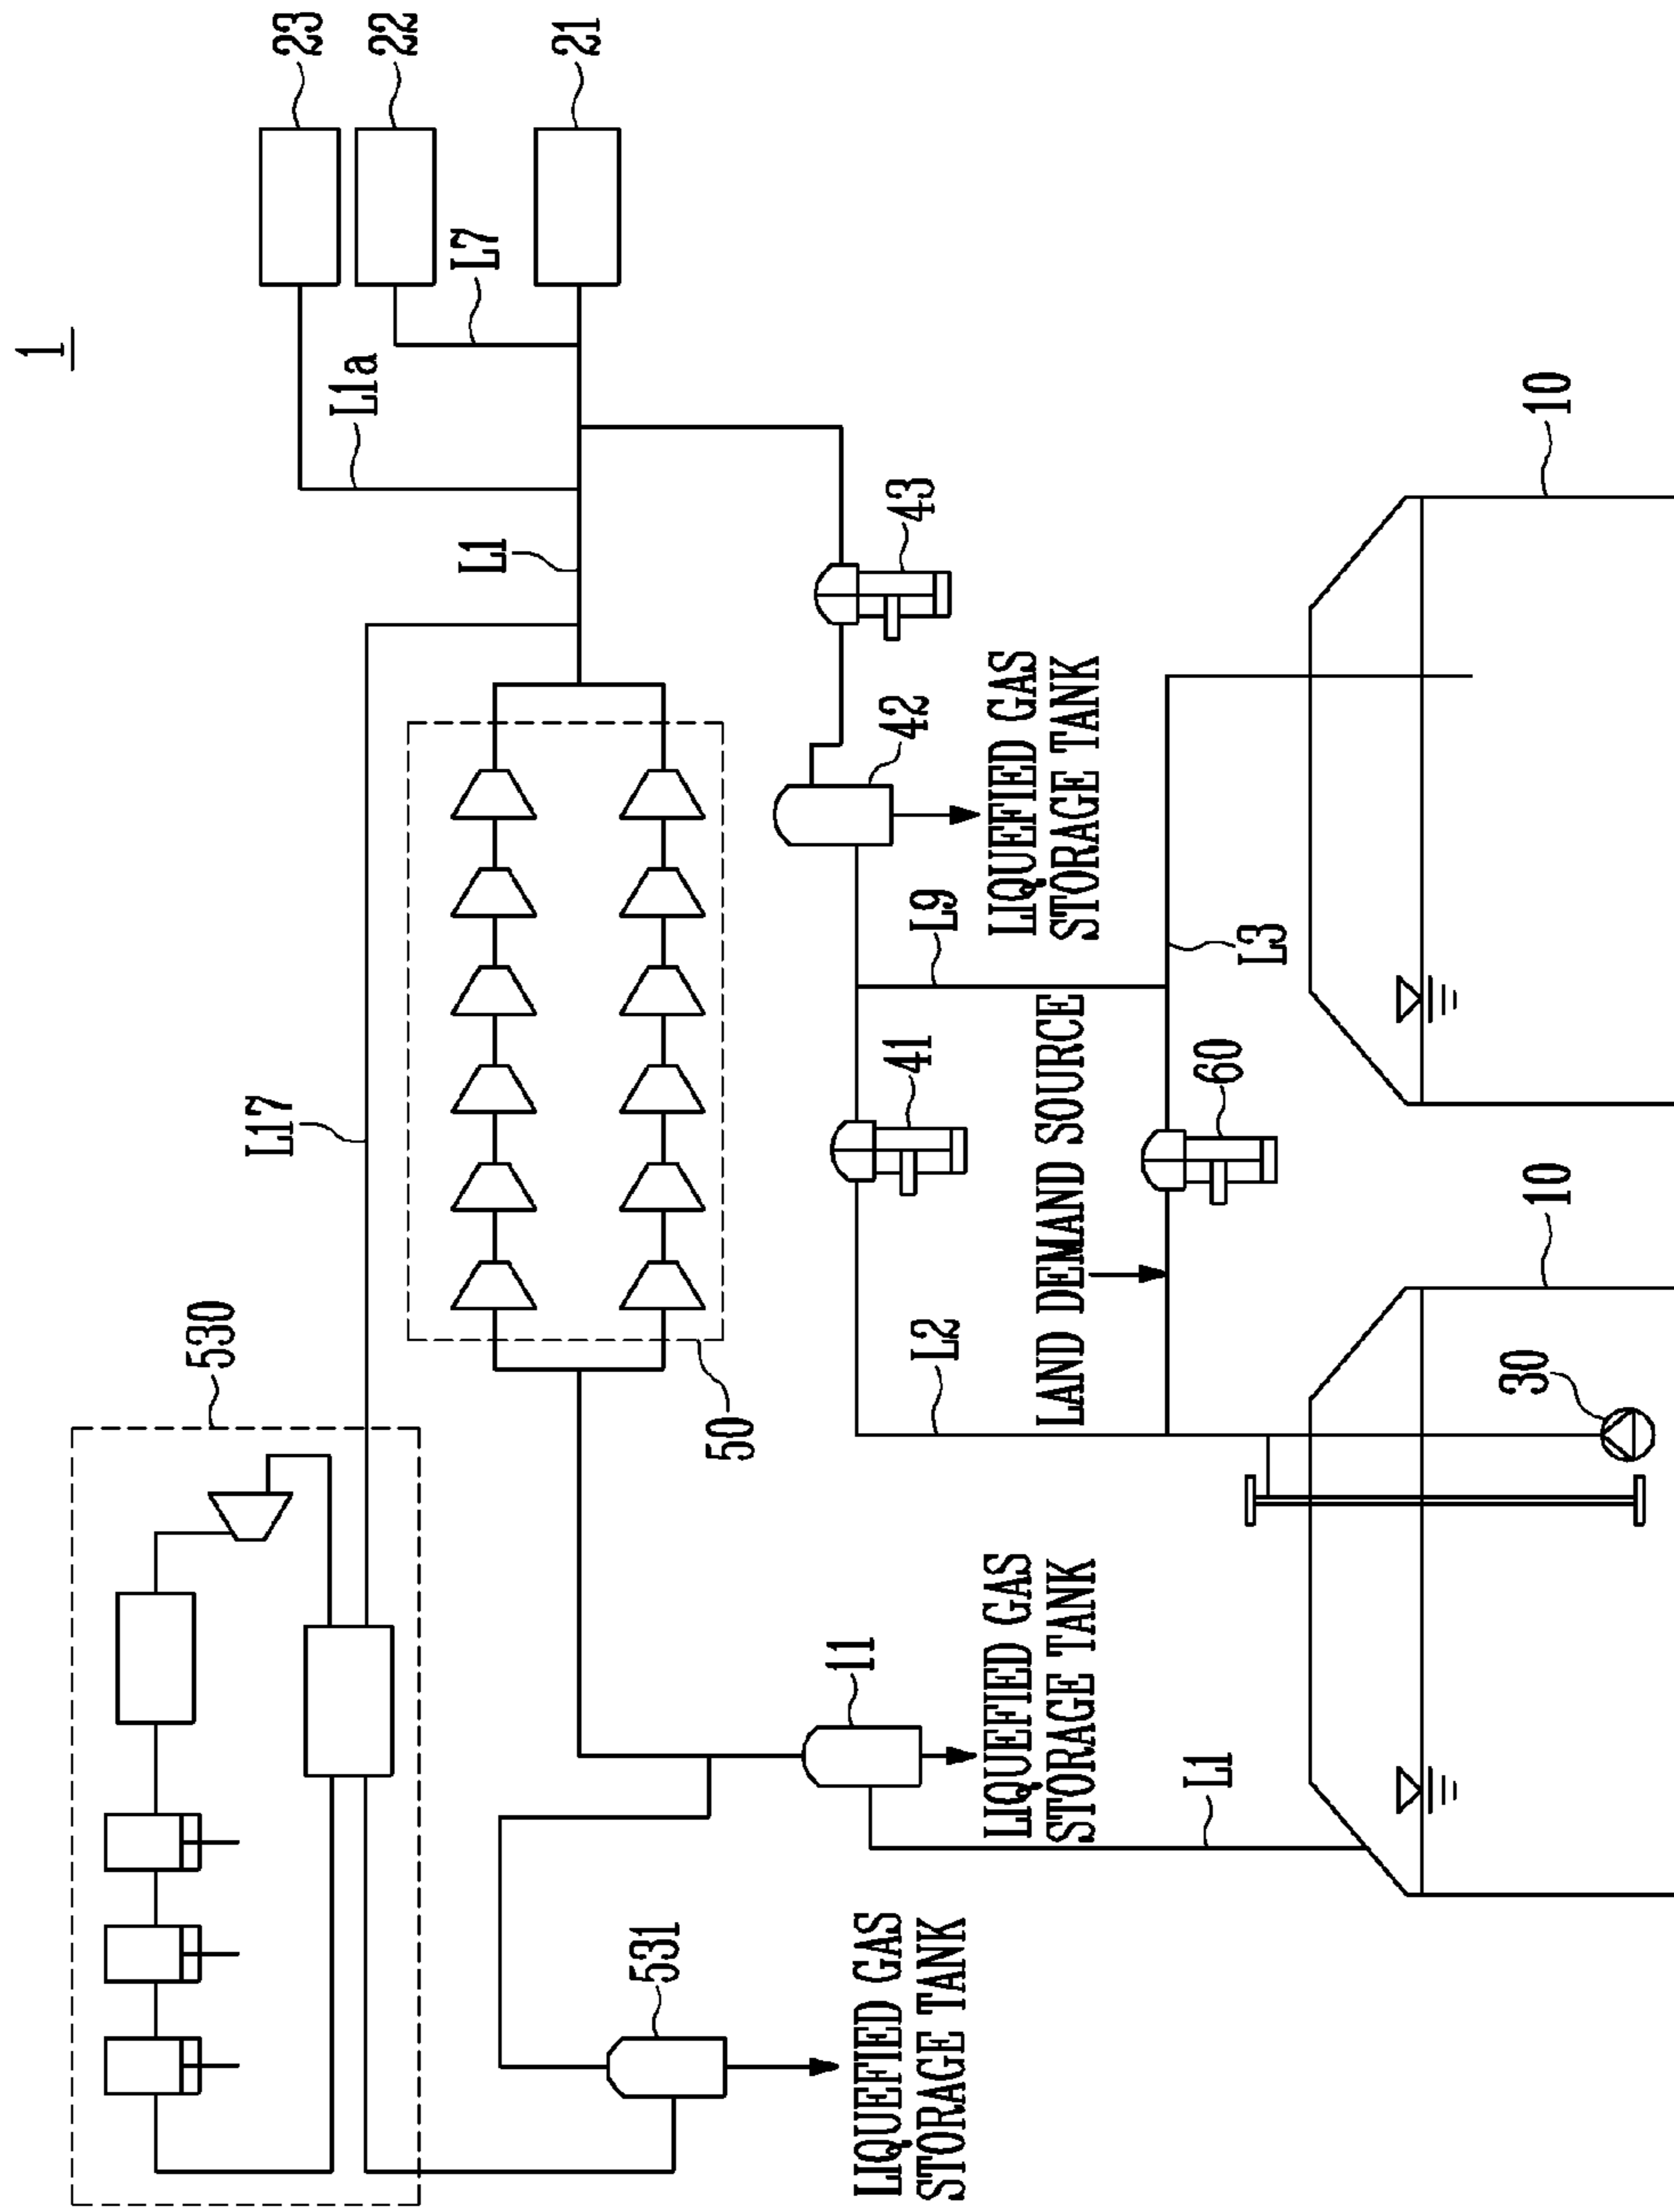 1
23
22
21
L7
L1a
L1
43
10
LIQUEFIED GAS
STORAGE TANK
42
L9
L3
LAND DEMAND SOURCE
41
60
L17
530
50
L2
10
30
11
LIQUEFIED GAS
STORAGE TANK
L1
531
LIQUEFIED GAS
STORAGE TANK